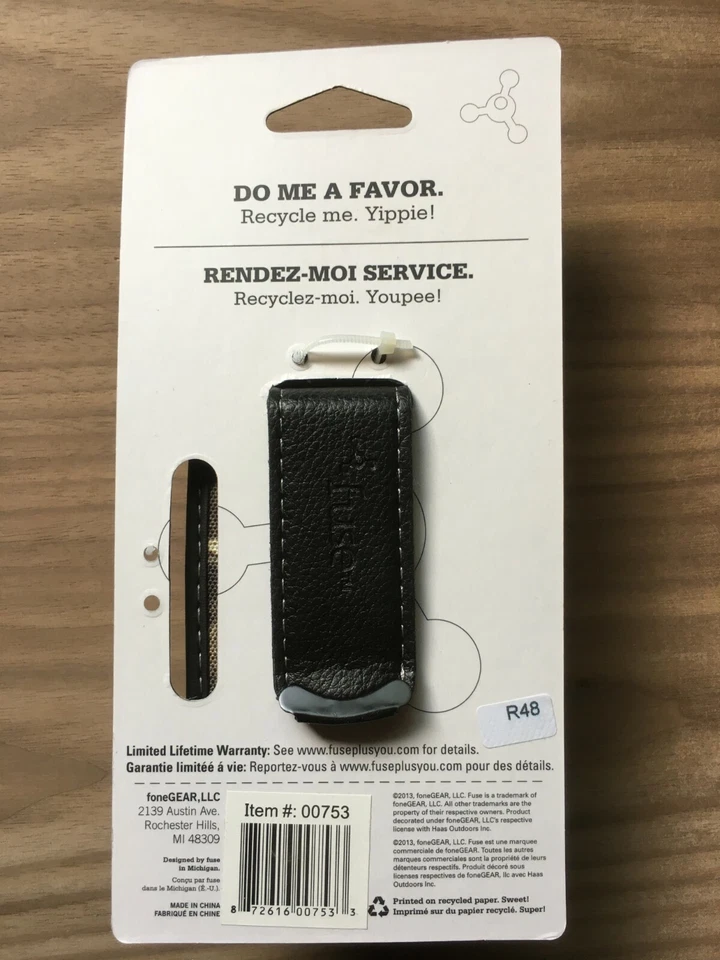 DO ME A FAVOR.
Recycle me. Yippie!
RENDEZ-MOI SERVICE.
Recyclez-moi. Youpee!
fuse
R48
Limited Lifetime Warranty: See www.fuseplusyou.com for details.
Garantie limiteéé á vie: Reportez-vous à www.fuseplusyou.com pour des détails.
foneGEAR,LLC
2139 Austin Ave.
Rochester Hills,
MI 48309
Designed by fuse
in Michigan.
Conçu par fuse
dans le Michigan (É.-U.).
MADE IN CHINA
FABRIQUÉ EN CHINE
Item #: 00753
8 72616 00753 3
©2013, foneGEAR, LLC. Fuse is a trademark of
foneGEAR, LLC. All other trademarks are the
property of their respective owners. Product
decorated under foneGEAR, LLC's respective
license with Haas Outdoors Inc.
©2013, foneGEAR, LLC. Fuse est une marquee
commerciale de foneGEAR. Toutes les autres
marques commerciales sont la propriété de leurs
détenteurs respectifs. Produit décoré sous
licenses respectives de foneGEAR, llc avec Haas
Outdoors Inc.
Printed on recycled paper. Sweet!
Imprimé sur du papier recyclé. Super!